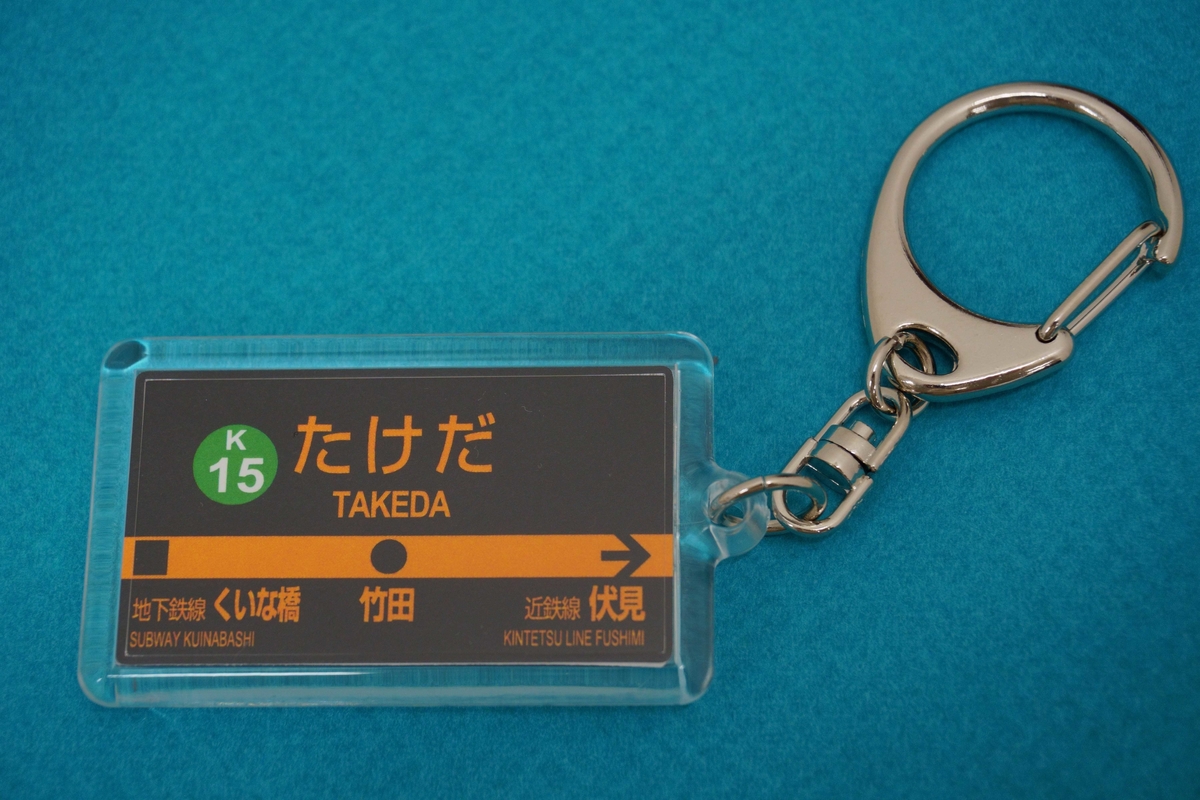 K
15
たけだ
TAKEDA
地下鉄線 くいな橋
SUBWAY KUINABASHI
竹田
近鉄線 伏見
KINTETSU LINE FUSHIMI